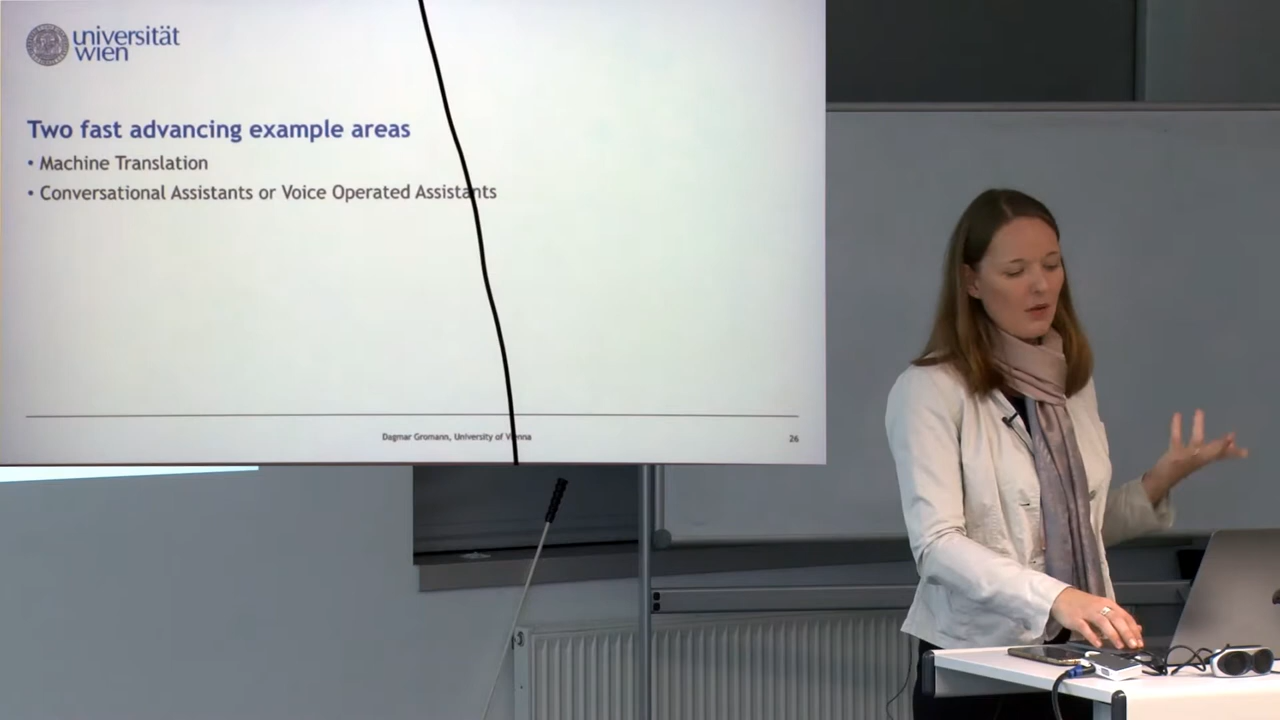 universität
wien
Two fast advancing example areas
• Machine Translation
• Conversational Assistants or Voice Operated Assistants
Dagmar Gromann, University of Vienna
26